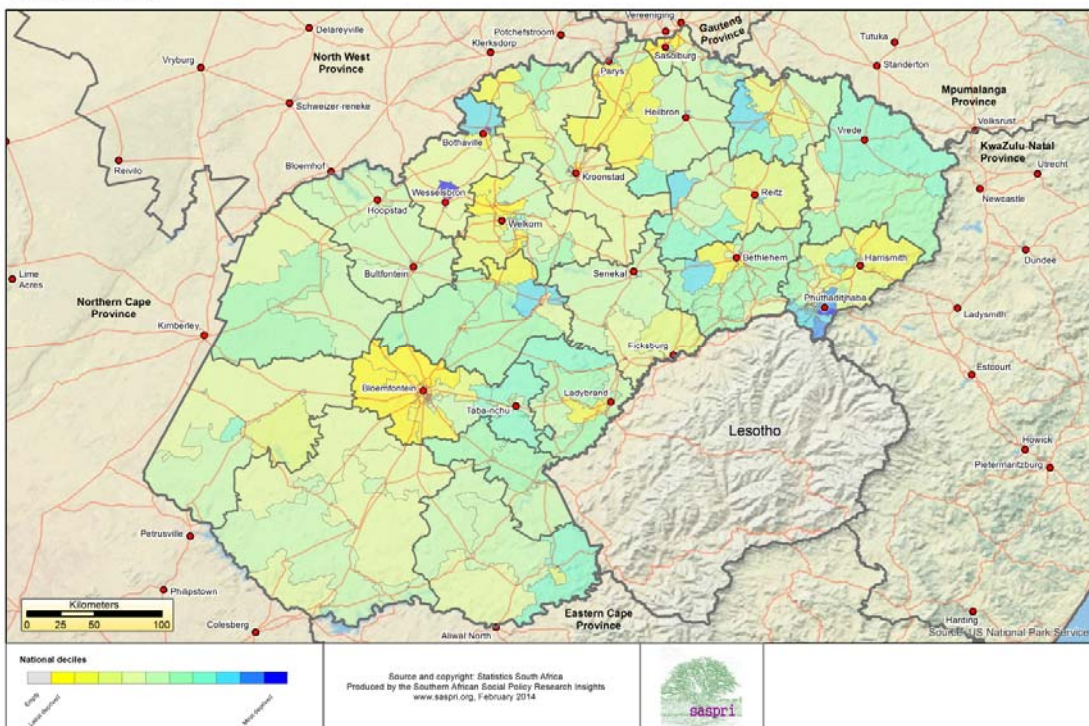 Vereeniging
Gauteng
Province
Delareyville
Potchefstroom
Tutuka
North West
Province
Klerksdorp
Sasolburg
Vryburg
Parys
Standerton
Mpumalanga
Province
Schweizer-reneke
Heilbron
Volksrust
Vrede
KwaZulu-Natal
Province
Bothaville
Reivilo
Bloemhof
Utrecht
Kroonstad
Wesselsbron
Reitz
Newcastle
Hoopstad
Welkom
Harrismith
Dundee
Bethlehem
Senekal
Bultfontein
Lime
Acres
Northern Cape
Province
Phuthaditjhaba
Ladysmith
Kimberley
Ficksburg
Estcourt
Bloemfontein
Ladybrand
Taba-nchu
Lesotho
Howick
Pietermaritzburg
Petrusville
Philipstown
Kilometers
0 25 50 100
Colesberg
Eastern Cape
Province
Aliwal North
Harding
Source: US National Park Service
National deciles
Empty
Least deprived
Most deprived
Source and copyright: Statistics South Africa
Produced by the Southern African Social Policy Research Insights
www.saspri.org, February 2014
saspri